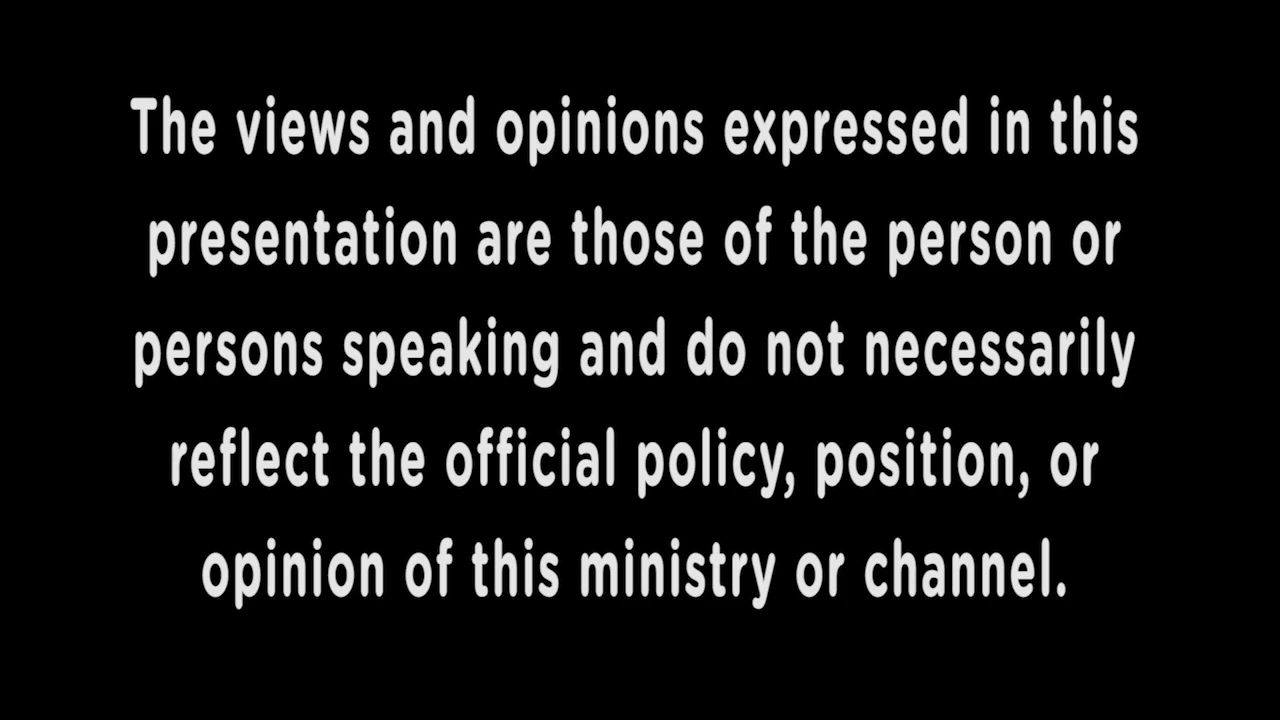 The views and opinions expressed in this
presentation are those of the person or
persons speaking and do not necessarily
reflect the official policy, position, or
opinion of this ministry or channel.